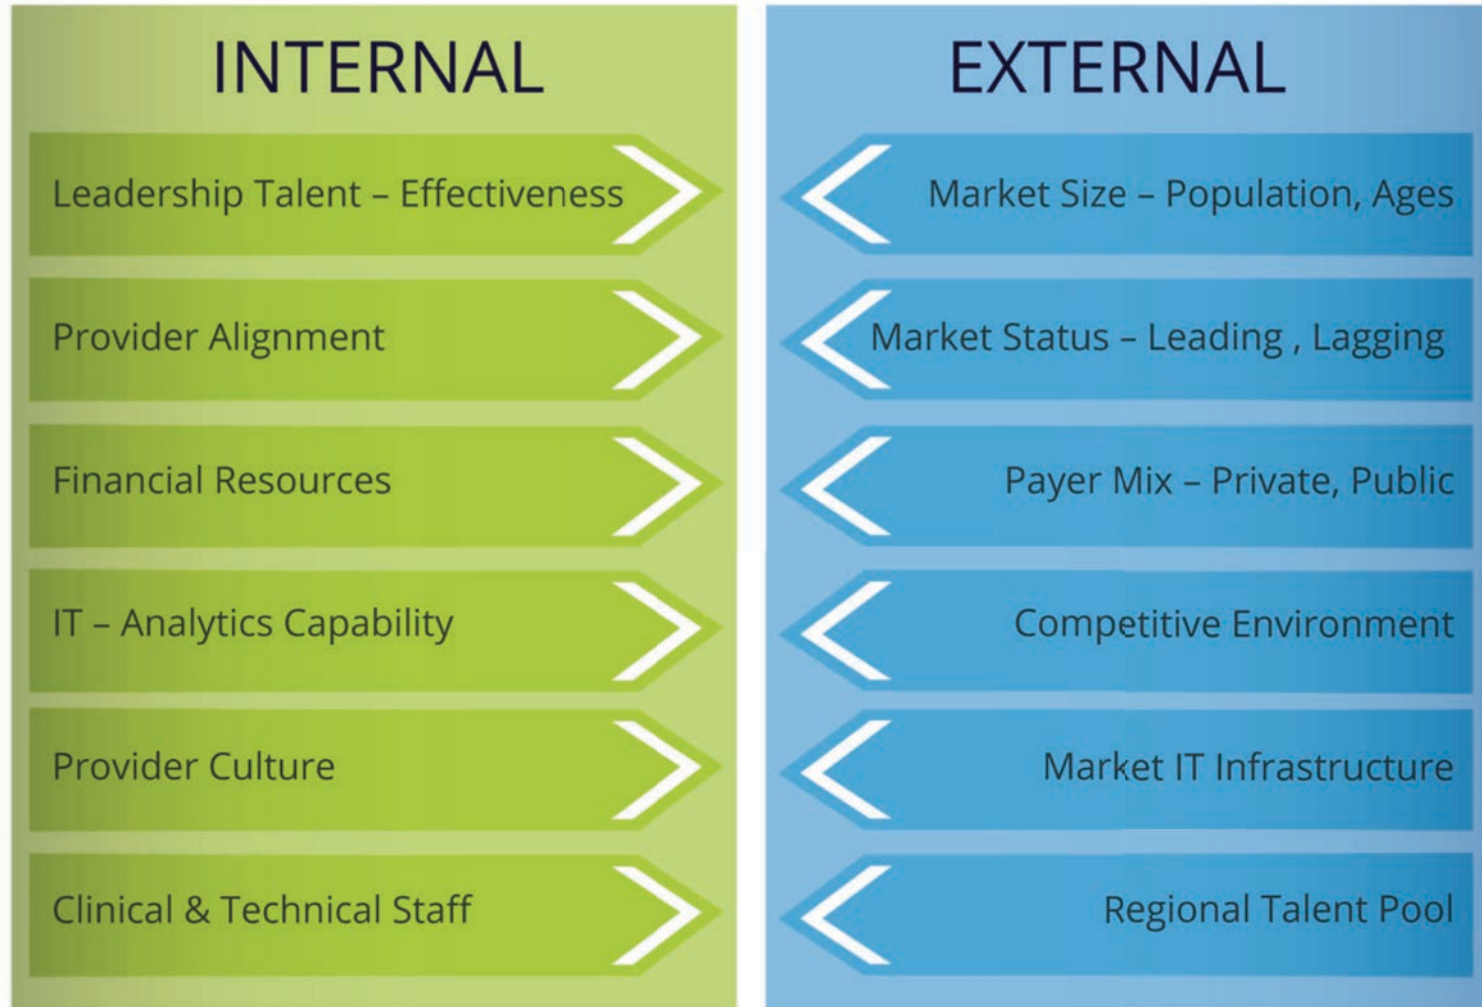 INTERNAL
Leadership Talent – Effectiveness
Provider Alignment
Financial Resources
IT – Analytics Capability
Provider Culture
Clinical & Technical Staff
EXTERNAL
Market Size – Population, Ages
Market Status – Leading , Lagging
Payer Mix – Private, Public
Competitive Environment
Market IT Infrastructure
Regional Talent Pool